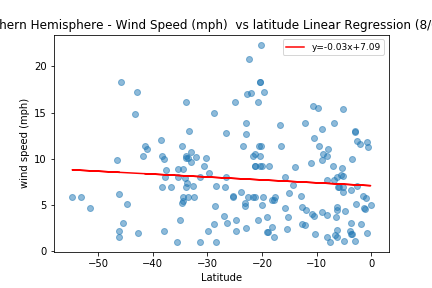 hern Hemisphere - Wind Speed (mph) vs latitude Linear Regression (8/
y=-0.03x+7.09
20
15
10
5
0
wind speed (mph)
−50
−40
−30
−20
−10
0
Latitude